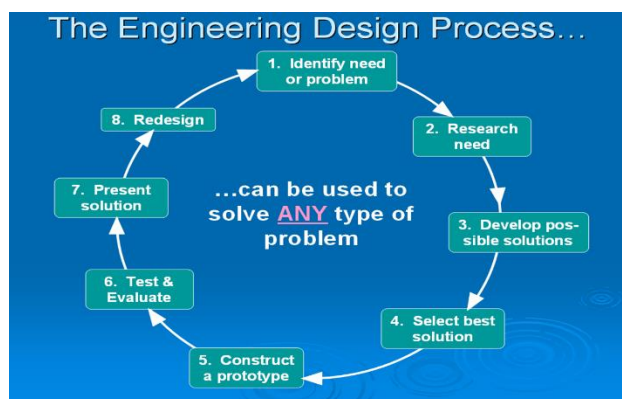 The Engineering Design Process...
1. Identify need
or problem
2. Research
need
3. Develop pos-
sible solutions
4. Select best
solution
5. Construct
a prototype
6. Test &
Evaluate
7. Present
solution
8. Redesign
...can be used to
solve ANY type of
problem